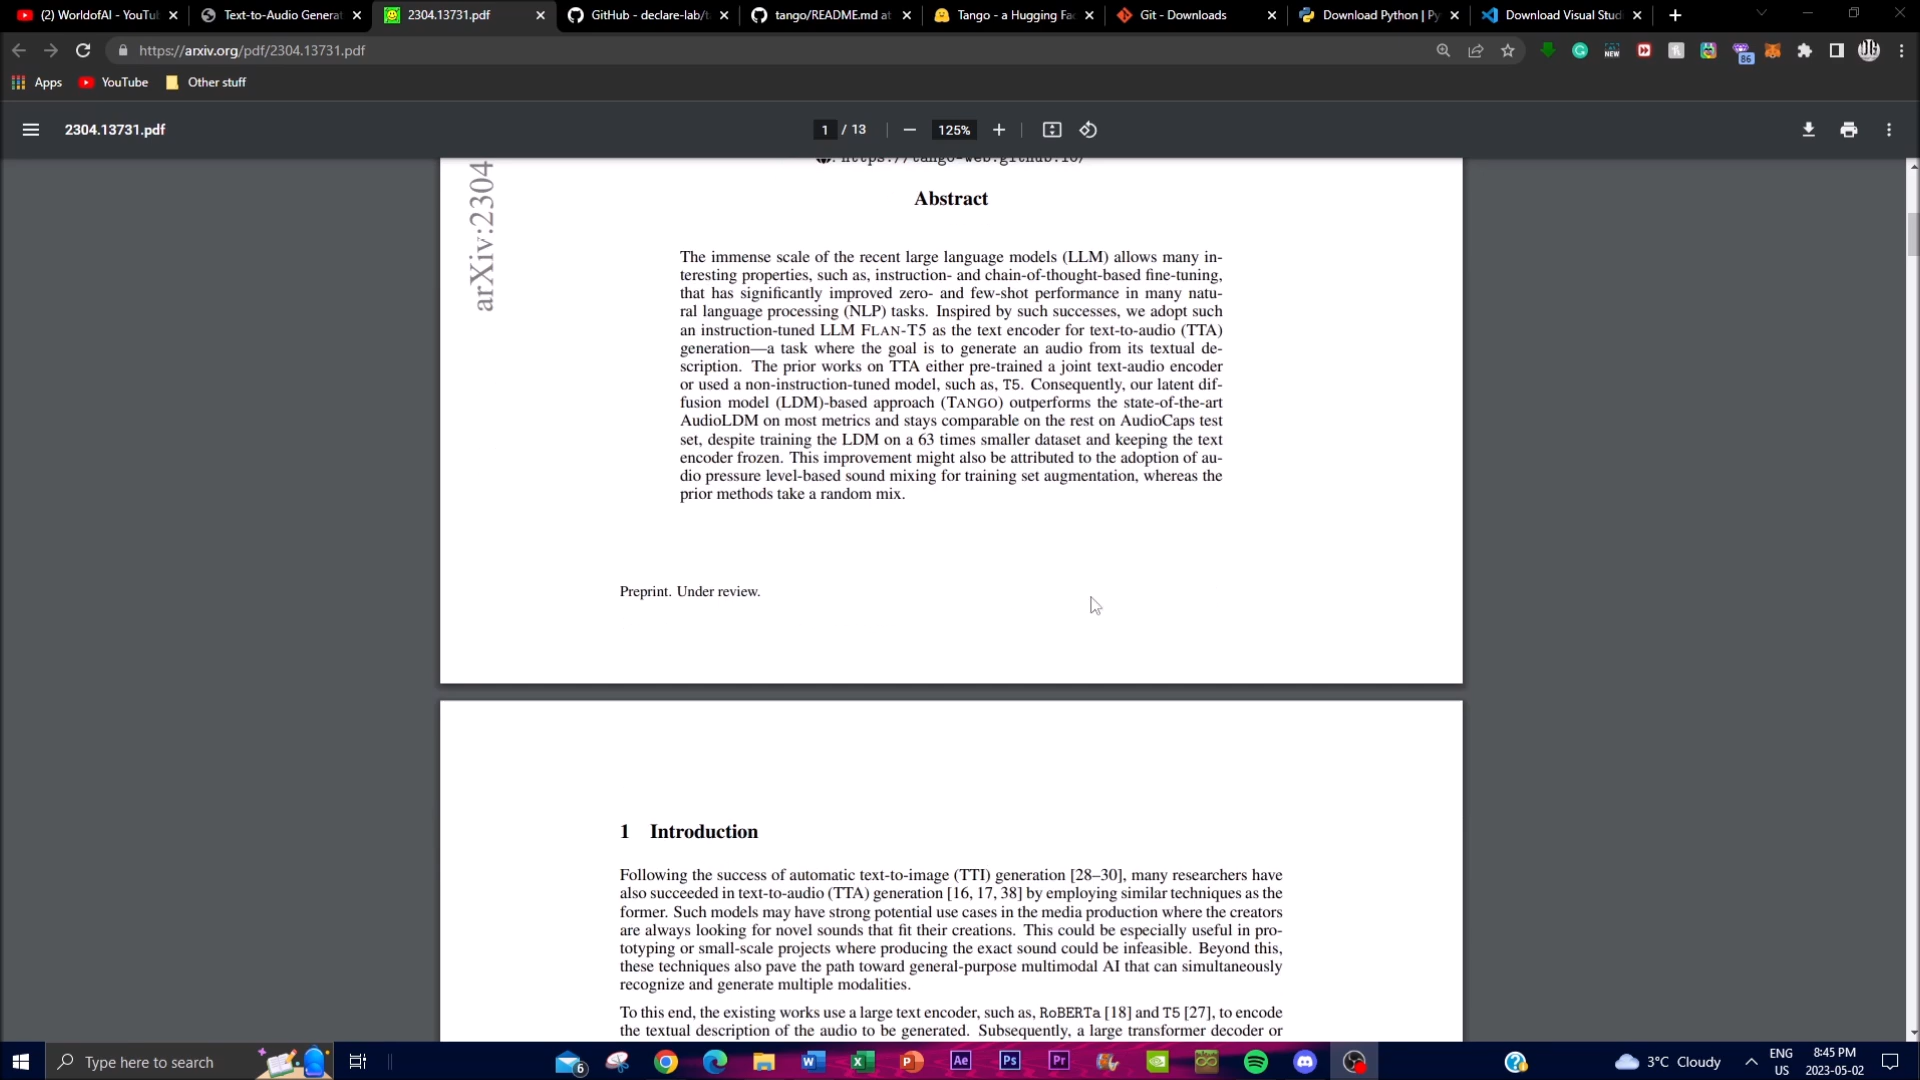 (2) WorldofAI - YouTu
Text-to-Audio Genera
2304.13731.pdf
GitHub - declare-lab/t
tango/README.md at
Tango - a Hugging Fa
Git - Downloads
Download Python | Py
Download Visual Stud
https://arxiv.org/pdf/2304.13731.pdf
NEW
86
Apps
YouTube
Other stuff
2304.13731.pdf
1 / 13
125%
https://tango-web.github.io/
arXiv:2304
Abstract
The immense scale of the recent large language models (LLM) allows many in-
teresting properties, such as, instruction- and chain-of-thought-based fine-tuning,
that has significantly improved zero- and few-shot performance in many natu-
ral language processing (NLP) tasks. Inspired by such successes, we adopt such
an instruction-tuned LLM FLAN-T5 as the text encoder for text-to-audio (TTA)
generation—a task where the goal is to generate an audio from its textual de-
scription. The prior works on TTA either pre-trained a joint text-audio encoder
or used a non-instruction-tuned model, such as, T5. Consequently, our latent dif-
fusion model (LDM)-based approach (TANGO) outperforms the state-of-the-art
AudioLDM on most metrics and stays comparable on the rest on AudioCaps test
set, despite training the LDM on a 63 times smaller dataset and keeping the text
encoder frozen. This improvement might also be attributed to the adoption of au-
dio pressure level-based sound mixing for training set augmentation, whereas the
prior methods take a random mix.
Preprint. Under review.
1 Introduction
Following the success of automatic text-to-image (TTI) generation [28–30], many researchers have
also succeeded in text-to-audio (TTA) generation [16, 17, 38] by employing similar techniques as the
former. Such models may have strong potential use cases in the media production where the creators
are always looking for novel sounds that fit their creations. This could be especially useful in pro-
totyping or small-scale projects where producing the exact sound could be infeasible. Beyond this,
these techniques also pave the path toward general-purpose multimodal AI that can simultaneously
recognize and generate multiple modalities.
To this end, the existing works use a large text encoder, such as, RoBERTa [18] and T5 [27], to encode
the textual description of the audio to be generated. Subsequently, a large transformer decoder or
Type here to search
6
Ae
Ps
Pr
3°C Cloudy
ENG
US
8:45 PM
2023-05-02